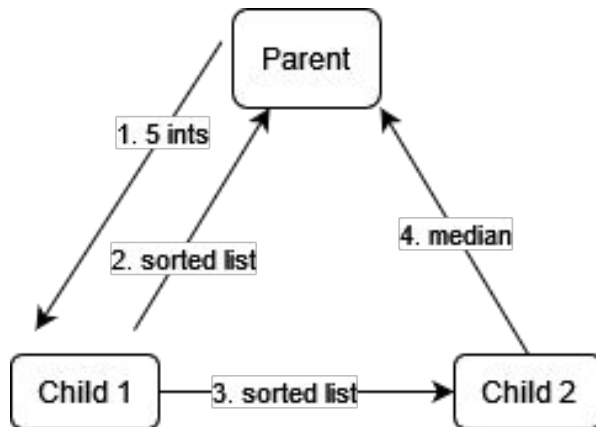 Parent
1. 5 ints
2. sorted list
4. median
Child 1
3. sorted list
Child 2